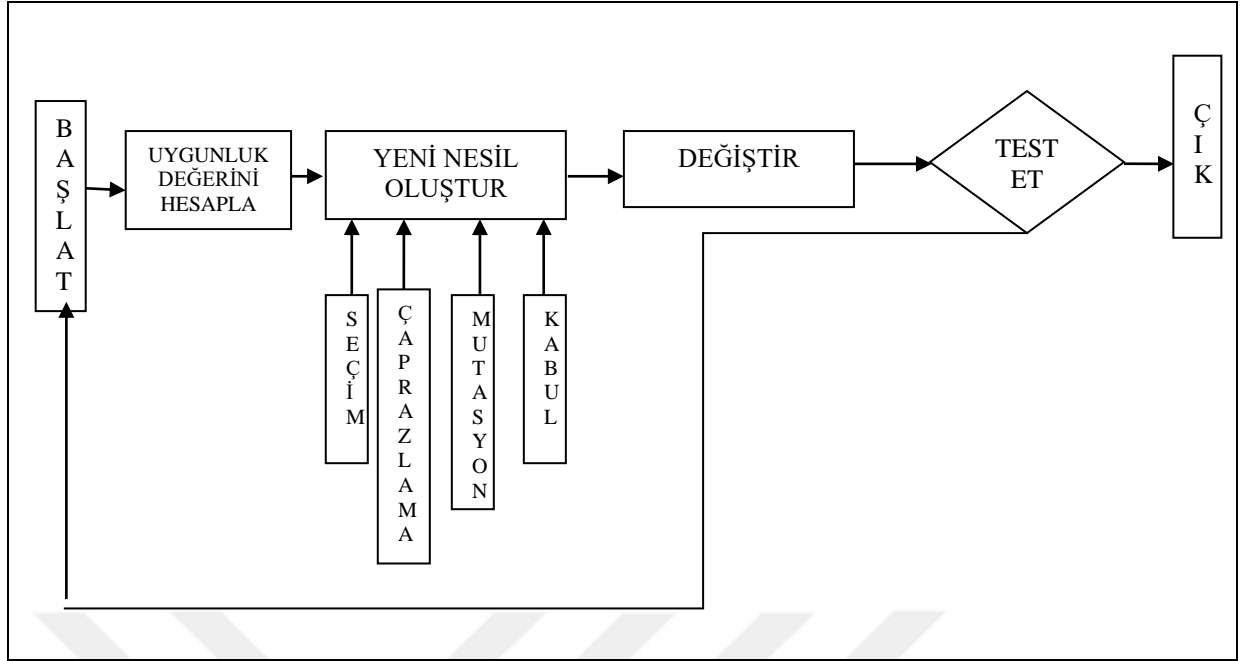 BAŞLAT
UYGUNLUK
DEĞERİNİ
HESAPLA
YENİ NESİL
OLUŞTUR
DEĞİŞTİR
TEST
ET
ÇIK
SEÇİM
ÇAPRAZLAMA
MUTASYON
KABUL